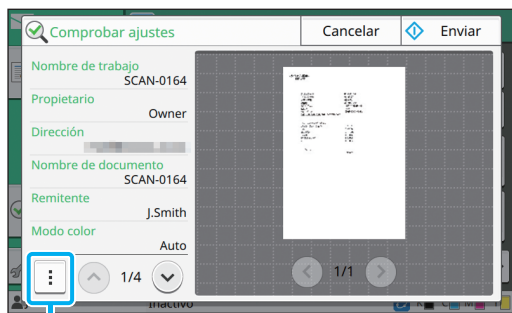 Comprobar ajustes
Cancelar
Enviar
Nombre de trabajo
SCAN-0164
Propietario
Owner
Dirección
Nombre de documento
SCAN-0164
Remitente
J.Smith
Modo color
Auto
1/4
1/1
Inactivo
K
C
M
Y